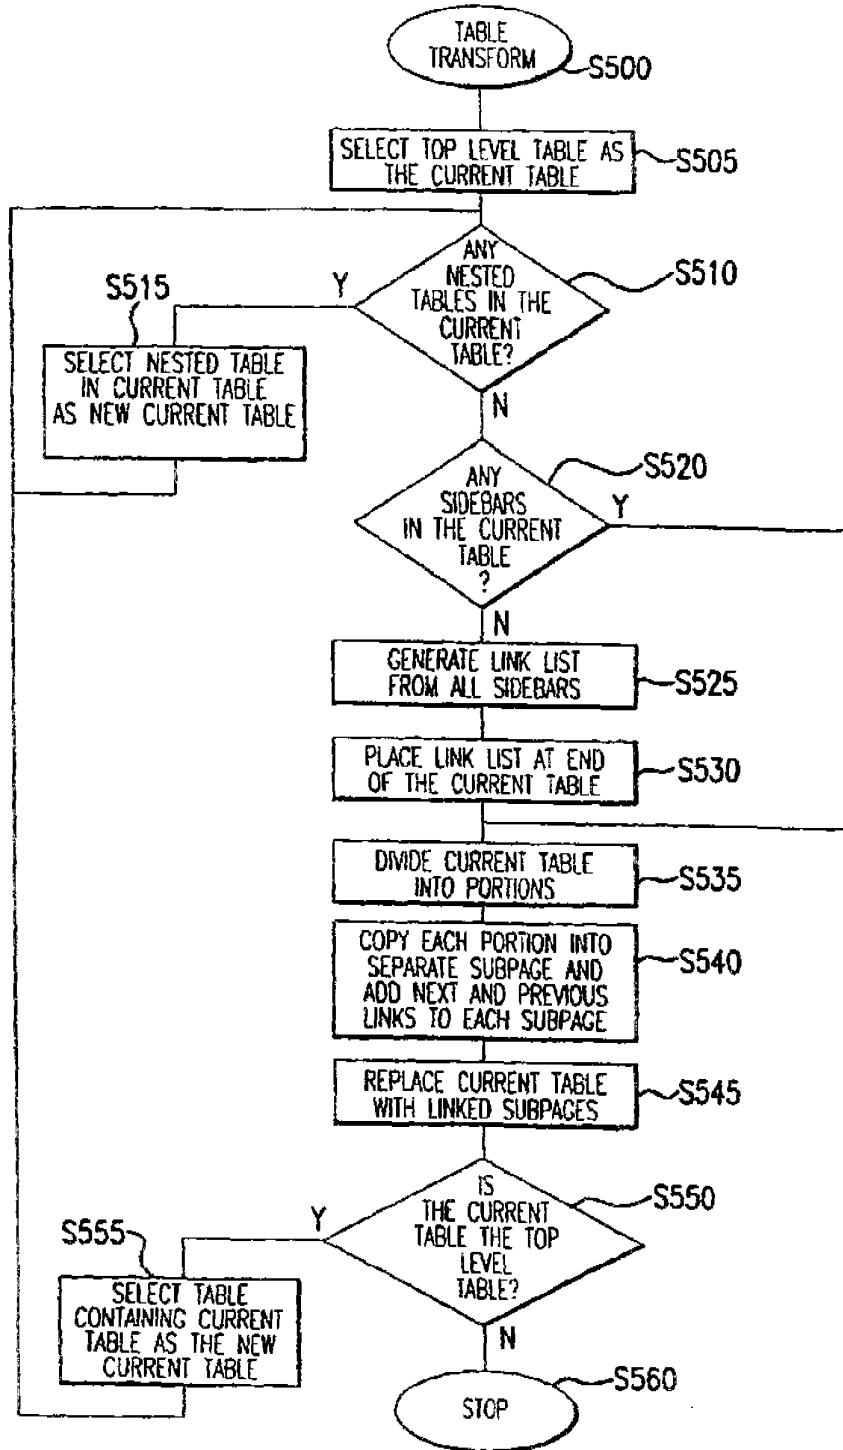 TABLE
TRANSFORM
S500
SELECT TOP LEVEL TABLE AS
THE CURRENT TABLE
S505
ANY
NESTED
TABLES IN THE
CURRENT
TABLE?
S510
Y
S515
SELECT NESTED TABLE
IN CURRENT TABLE
AS NEW CURRENT TABLE
N
ANY
SIDEBARS
IN THE CURRENT
TABLE
?
S520
Y
N
GENERATE LINK LIST
FROM ALL SIDEBARS
S525
PLACE LINK LIST AT END
OF THE CURRENT TABLE
S530
DIVIDE CURRENT TABLE
INTO PORTIONS
S535
COPY EACH PORTION INTO
SEPARATE SUBPAGE AND
ADD NEXT AND PREVIOUS
LINKS TO EACH SUBPAGE
S540
REPLACE CURRENT TABLE
WITH LINKED SUBPAGES
S545
IS
THE CURRENT
TABLE THE TOP
LEVEL
TABLE?
S550
Y
S555
SELECT TABLE
CONTAINING CURRENT
TABLE AS THE NEW
CURRENT TABLE
N
STOP
S560